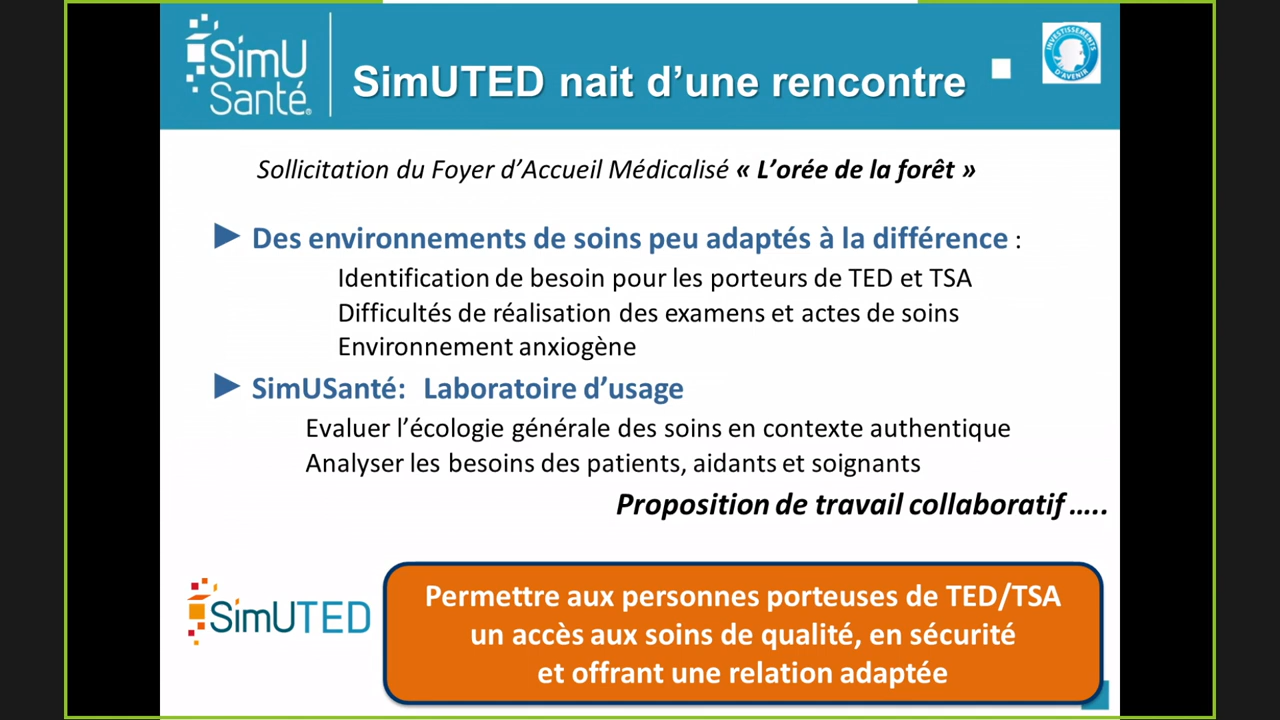 SimU
Santé®
SimUTED nait d’une rencontre
INVESTISSEMENTS
D'AVENIR
Sollicitation du Foyer d’Accueil Médicalisé « L’orée de la forêt »
Des environnements de soins peu adaptés à la différence :
Identification de besoin pour les porteurs de TED et TSA
Difficultés de réalisation des examens et actes de soins
Environnement anxiogène
SimUSanté: Laboratoire d’usage
Evaluer l’écologie générale des soins en contexte authentique
Analyser les besoins des patients, aidants et soignants
Proposition de travail collaboratif …..
SimUTED
Permettre aux personnes porteuses de TED/TSA
un accès aux soins de qualité, en sécurité
et offrant une relation adaptée